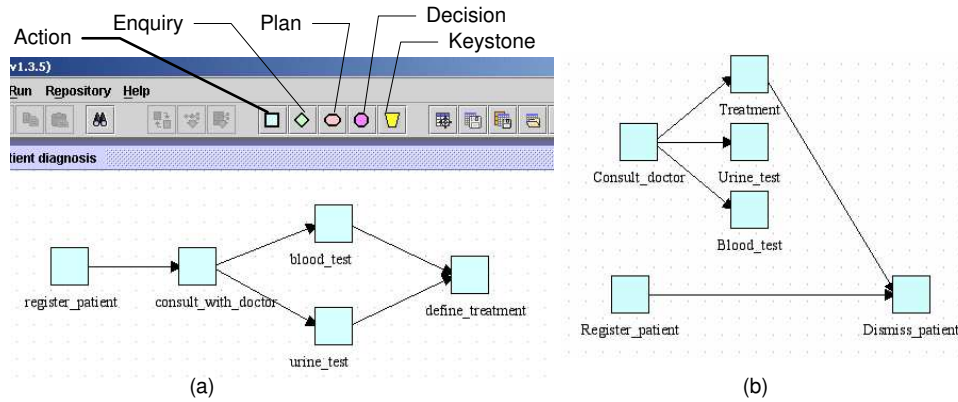 Action
Enquiry
Plan
Decision
Keystone
v1.3.5)
Run Repository Help
tient diagnosis
register_patient
consult_with_doctor
blood_test
urine_test
define_treatment
(a)
Treatment
Consult_doctor
Urine_test
Blood_test
Register_patient
Dismiss_patient
(b)